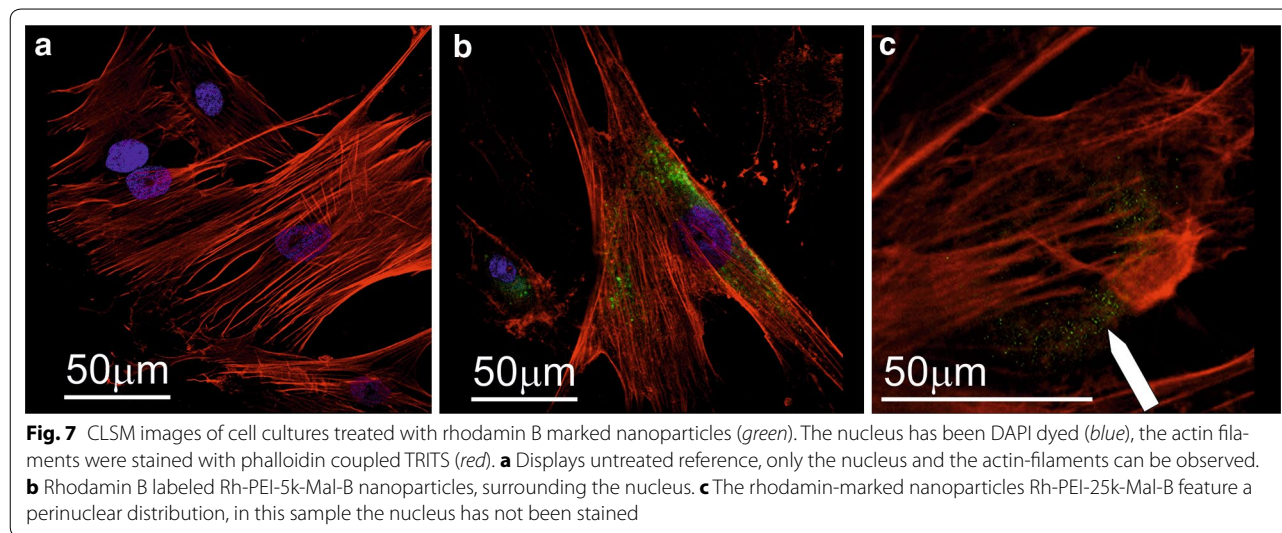 a
b
c
50µm
50µm
50µm
Fig. 7 CLSM images of cell cultures treated with rhodamin B marked nanoparticles (green). The nucleus has been DAPI dyed (blue), the actin fila-
ments were stained with phalloidin coupled TRITS (red). a Displays untreated reference, only the nucleus and the actin-filaments can be observed.
b Rhodamin B labeled Rh-PEI-5k-Mal-B nanoparticles, surrounding the nucleus. c The rhodamin-marked nanoparticles Rh-PEI-25k-Mal-B feature a
perinuclear distribution, in this sample the nucleus has not been stained